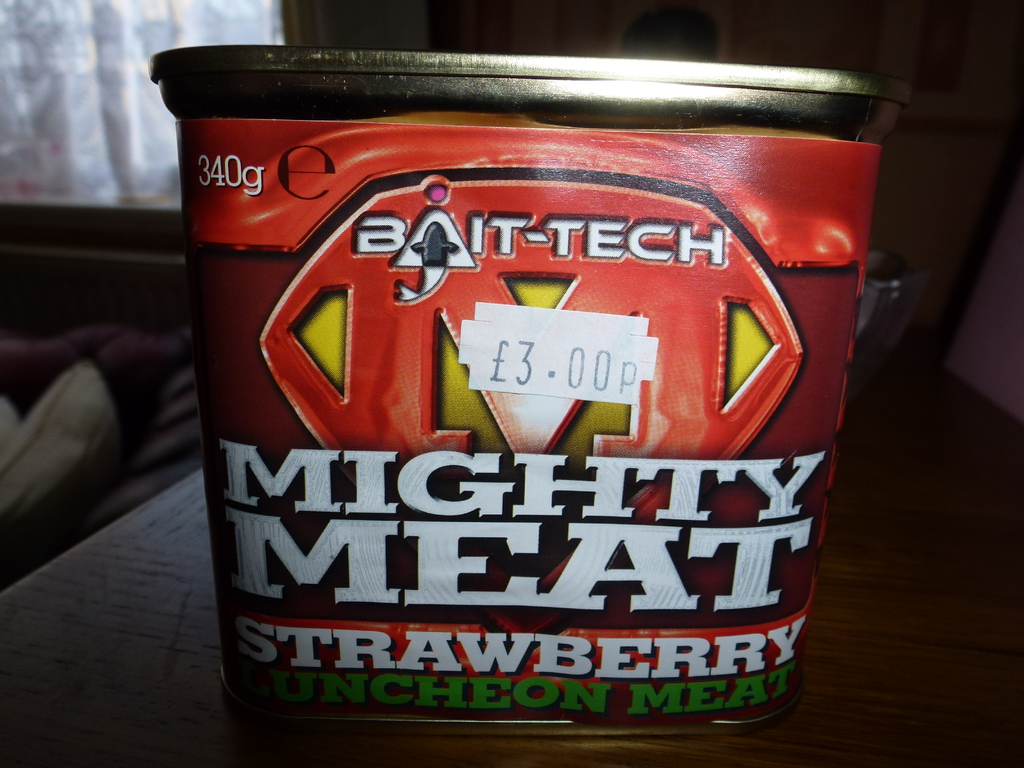 340g e
BAIT-TECH
£3.00p
MIGHTY
MEAT
STRAWBERRY
LUNCHEON MEAT